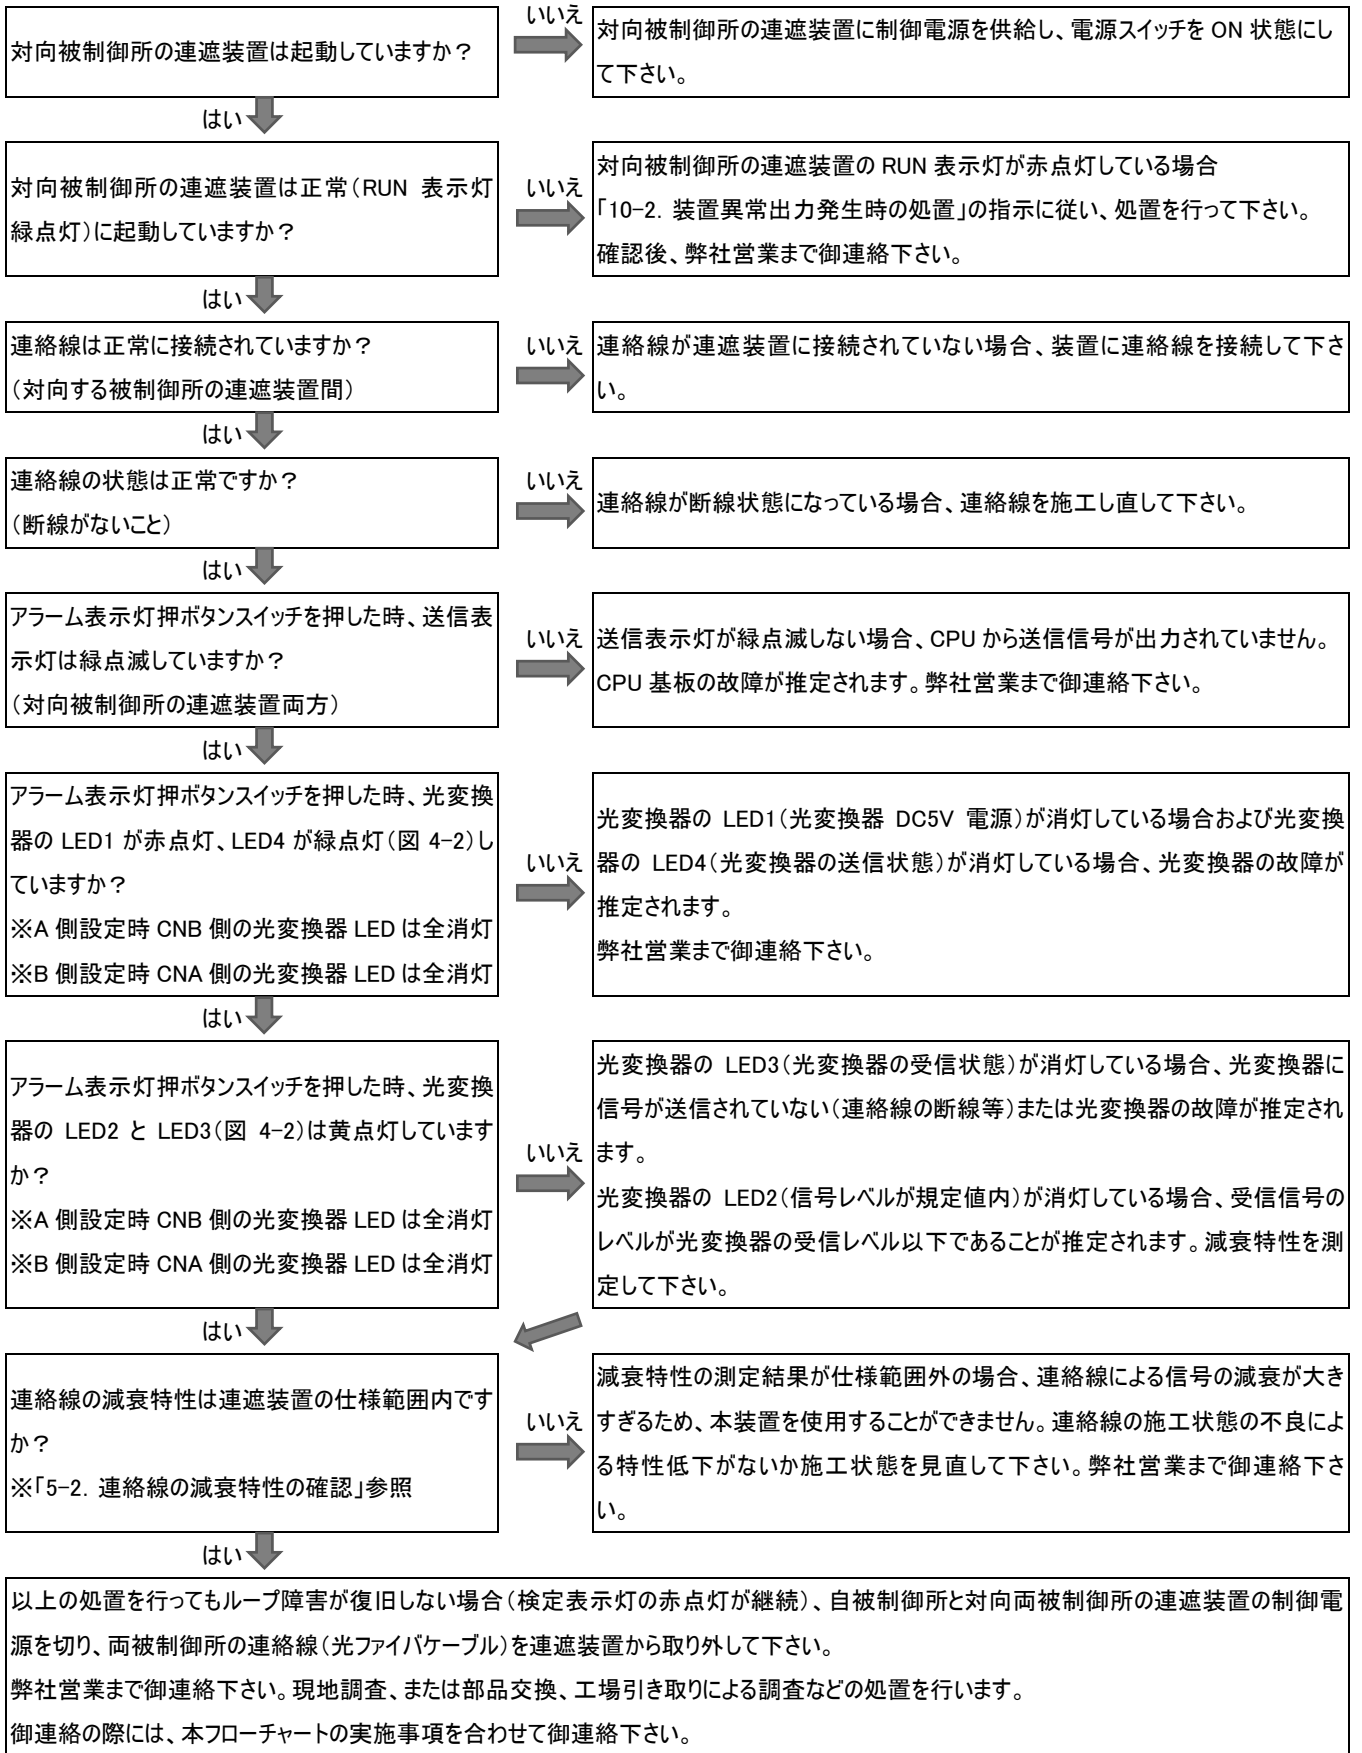 対向被制御所の連遮装置は起動していますか？
いいえ
対向被制御所の連遮装置に制御電源を供給し、電源スイッチを ON 状態にし
て下さい。
はい
対向被制御所の連遮装置は正常（RUN 表示灯
緑点灯）に起動していますか？
いいえ
対向被制御所の連遮装置の RUN 表示灯が赤点灯している場合
「10-2．装置異常出力発生時の処置」の指示に従い、処置を行って下さい。
確認後、弊社営業まで御連絡下さい。
はい
連絡線は正常に接続されていますか？
（対向する被制御所の連遮装置間）
いいえ
連絡線が連遮装置に接続されていない場合、装置に連絡線を接続して下さ
い。
はい
連絡線の状態は正常ですか？
（断線がないこと）
いいえ
連絡線が断線状態になっている場合、連絡線を施工し直して下さい。
はい
アラーム表示灯押ボタンスイッチを押した時、送信表
示灯は緑点滅していますか？
（対向被制御所の連遮装置両方）
いいえ
送信表示灯が緑点滅しない場合、CPU から送信信号が出力されていません。
CPU 基板の故障が推定されます。弊社営業まで御連絡下さい。
はい
アラーム表示灯押ボタンスイッチを押した時、光変換
器の LED1 が赤点灯、LED4 が緑点灯（図 4-2）し
ていますか？
※A 側設定時 CNB 側の光変換器 LED は全消灯
※B 側設定時 CNA 側の光変換器 LED は全消灯
いいえ
光変換器の LED1（光変換器 DC5V 電源）が消灯している場合および光変換
器の LED4（光変換器の送信状態）が消灯している場合、光変換器の故障が
推定されます。
弊社営業まで御連絡下さい。
はい
アラーム表示灯押ボタンスイッチを押した時、光変換
器の LED2 と LED3（図 4-2）は黄点灯しています
か？
※A 側設定時 CNB 側の光変換器 LED は全消灯
※B 側設定時 CNA 側の光変換器 LED は全消灯
いいえ
光変換器の LED3（光変換器の受信状態）が消灯している場合、光変換器に
信号が送信されていない（連絡線の断線等）または光変換器の故障が推定され
ます。
光変換器の LED2（信号レベルが規定値内）が消灯している場合、受信信号の
レベルが光変換器の受信レベル以下であることが推定されます。減衰特性を測
定して下さい。
はい
連絡線の減衰特性は連遮装置の仕様範囲内です
か？
※「5-2．連絡線の減衰特性の確認」参照
いいえ
減衰特性の測定結果が仕様範囲外の場合、連絡線による信号の減衰が大き
すぎるため、本装置を使用することができません。連絡線の施工状態の不良によ
る特性低下がないか施工状態を見直して下さい。弊社営業まで御連絡下さ
い。
はい
以上の処置を行ってもループ障害が復旧しない場合（検定表示灯の赤点灯が継続）、自被制御所と対向両被制御所の連遮装置の制御電
源を切り、両被制御所の連絡線（光ファイバケーブル）を連遮装置から取り外して下さい。
弊社営業まで御連絡下さい。現地調査、または部品交換、工場引き取りによる調査などの処置を行います。
御連絡の際には、本フローチャートの実施事項を合わせて御連絡下さい。